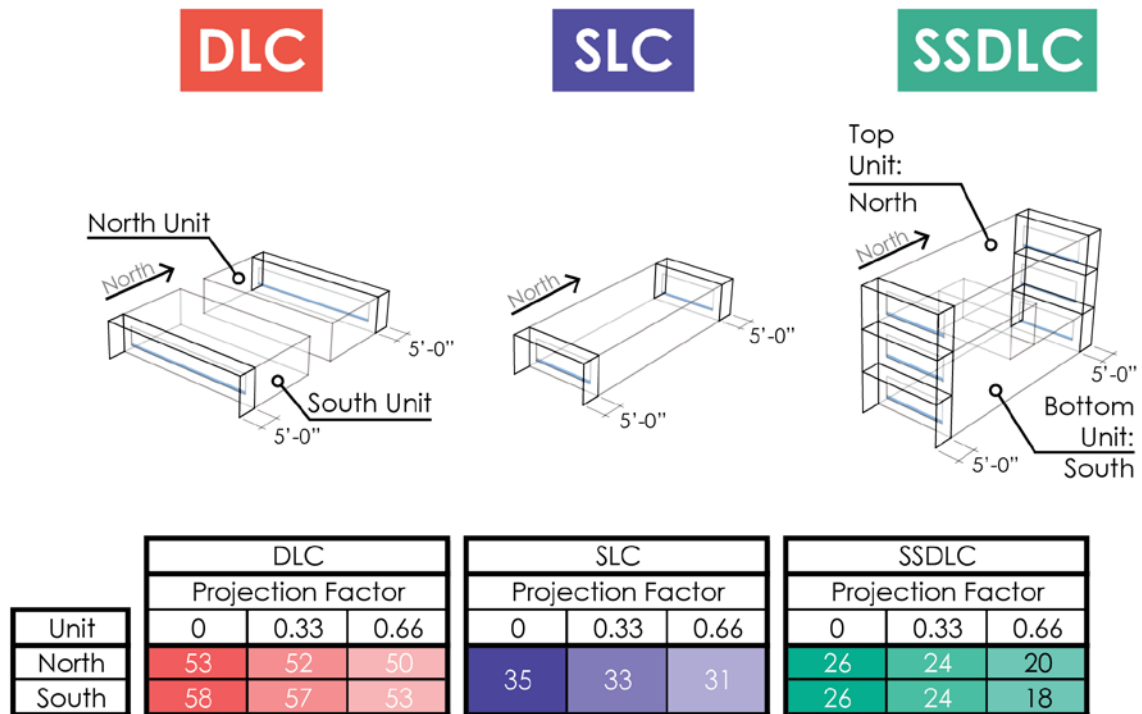 DLC
SLC
SSDLC
North Unit
North
South Unit
5'-0"
5'-0"
North
5'-0"
5'-0"
Top
Unit:
North
North
5'-0"
5'-0"
Bottom
Unit:
South
DLC SLC SSDLC
Projection Factor Projection Factor Projection Factor
Unit 0 0.33 0.66 0 0.33 0.66 0 0.33 0.66
North 53 52 50 35 33 31 26 24 20
South 58 57 53 26 24 18